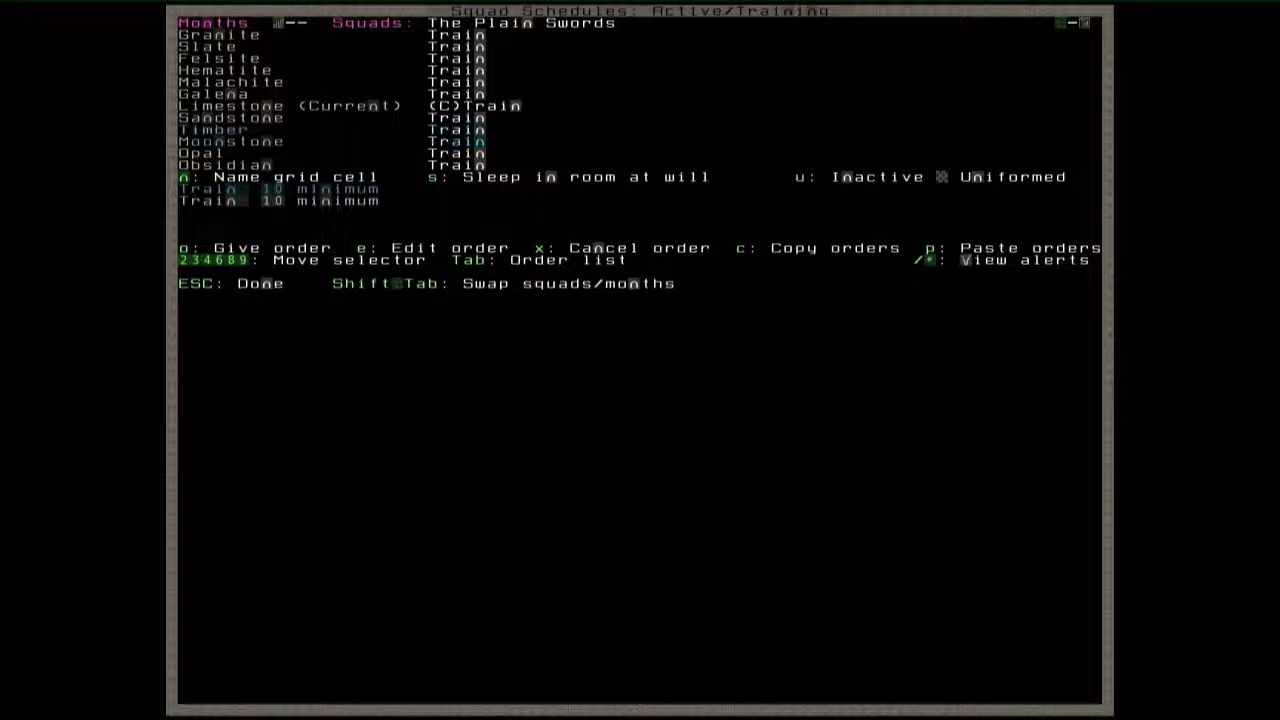 Squad Schedules: Active/Training
Months -- Squads: The Plain Swords -
Granite Train
Slate Train
Felsite Train
Hematite Train
Malachite Train
Galena Train
Limestone (Current) (C)Train
Sandstone Train
Timber Train
Moonstone Train
Opal Train
Obsidian Train
n: Name grid cell s: Sleep in room at will u: Inactive Uniformed
Train 10 minimum
Train 10 minimum
o: Give order e: Edit order x: Cancel order c: Copy orders p: Paste orders
234689: Move selector Tab: Order list /*: View alerts
ESC: Done Shift Tab: Swap squads/months